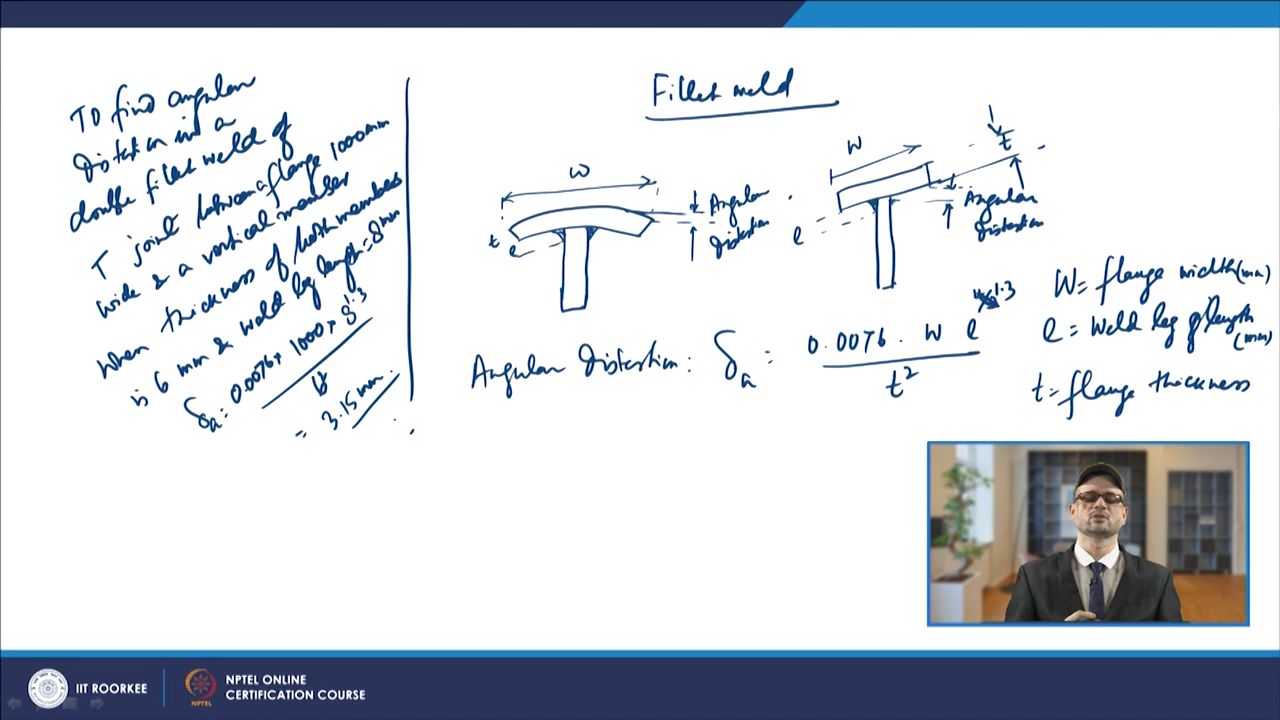 To find angular
Distortion in a
double fillet weld of
T joint between a flange 1000mm
wide & a vertical member
when thickness of both members
is 6 mm & weld leg length = 8mm
δa = 0.0076 x 1000 x 8^1.3
= 3.15 mm.
Fillet weld
W
t
l
Angular
Distortion
W
t
l
Angular
Distortion
W = flange width (mm)
l = weld leg length
(mm)
t = flange thickness
Angular Distortion: δa = 0.0076 . W l^1.3
t²
IIT ROORKEE
NPTEL ONLINE
CERTIFICATION COURSE
NPTEL